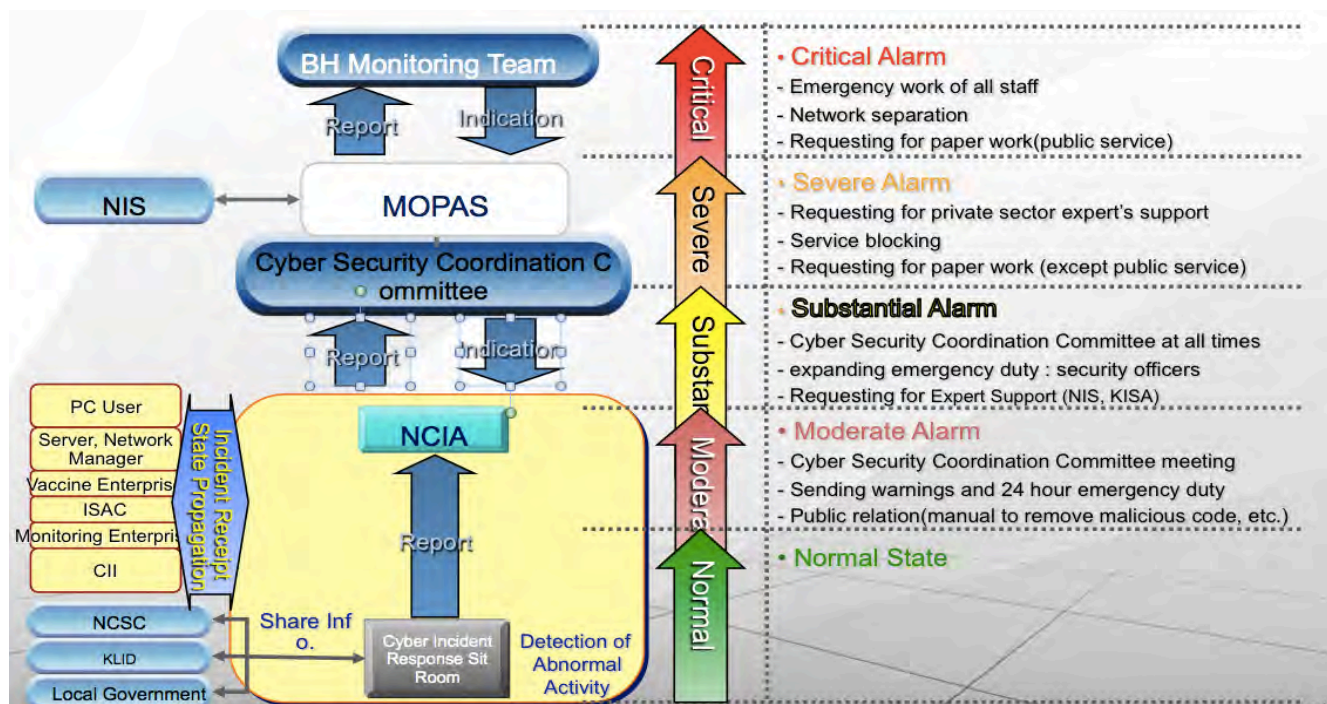 BH Monitoring Team
Report
Indication
NIS
MOPAS
Cyber Security Coordination C
ommittee
Report
Indication
PC User
Server, Network
Manager
Vaccine Enterpris
ISAC
Monitoring Enterpris
CII
Incident Receipt
State Propagation
NCIA
Report
NCSC
KLID
Local Government
Share Inf
o.
Cyber Incident
Response Sit
Room
Detection of
Abnormal
Activity
Critical
Severe
Substan
Modera
Normal
• Critical Alarm
- Emergency work of all staff
- Network separation
- Requesting for paper work(public service)
• Severe Alarm
- Requesting for private sector expert's support
- Service blocking
- Requesting for paper work (except public service)
• Substantial Alarm
- Cyber Security Coordination Committee at all times
- expanding emergency duty : security officers
- Requesting for Expert Support (NIS, KISA)
• Moderate Alarm
- Cyber Security Coordination Committee meeting
- Sending warnings and 24 hour emergency duty
- Public relation(manual to remove malicious code, etc.)
• Normal State